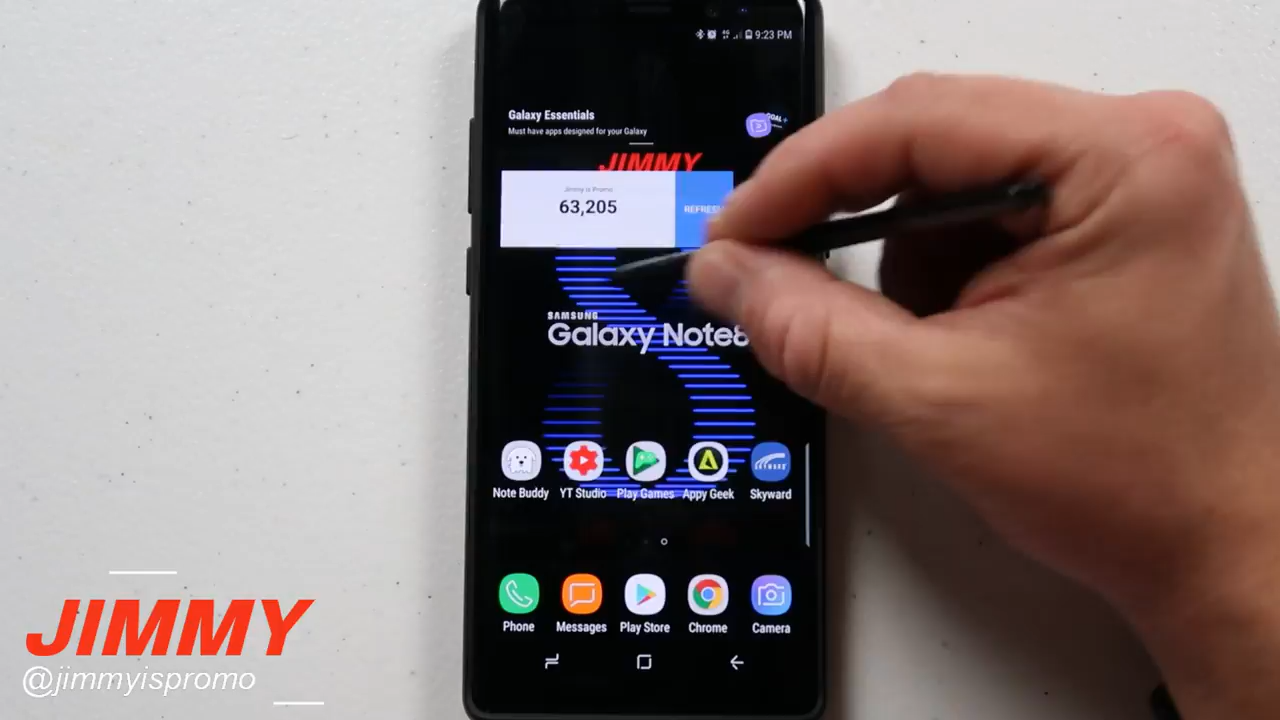 9:23 PM
Galaxy Essentials
Must have apps designed for your Galaxy
JIMMY
Jimmy is Promo
63,205
REFRESH
SAMSUNG
Galaxy Note8
Note Buddy YT Studio Play Games Appy Geek Skyward
Phone Messages Play Store Chrome Camera
JIMMY
@jimmyispromo